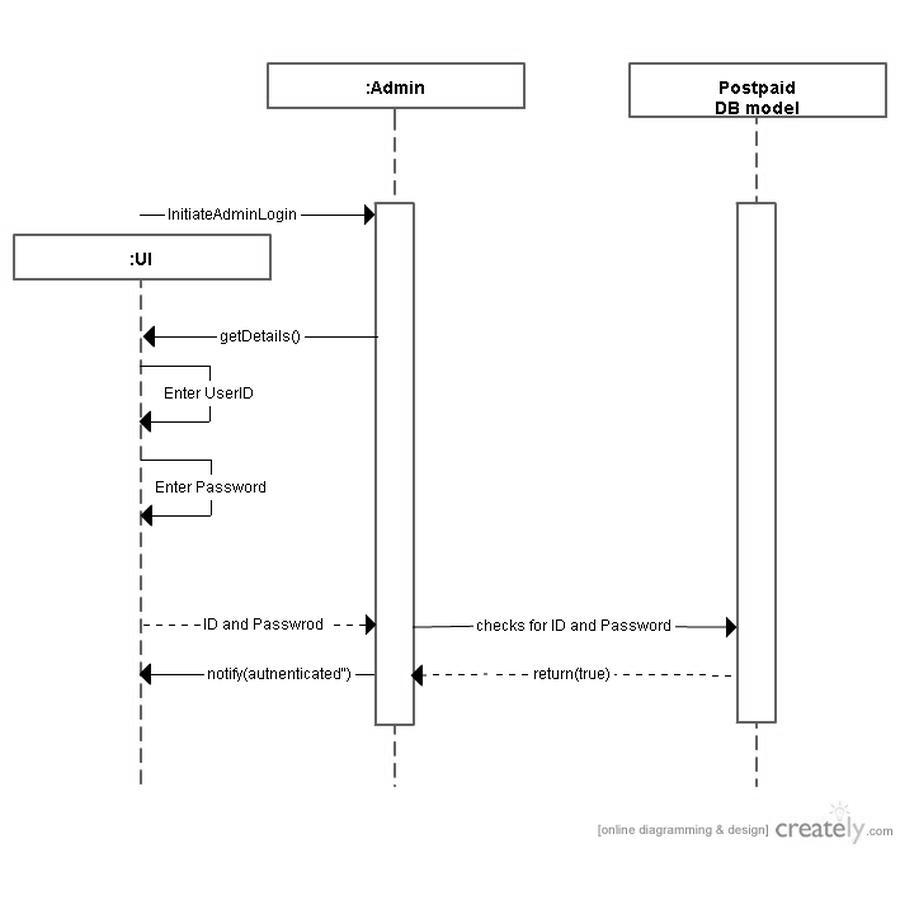 :Admin
Postpaid
DB model
InitiateAdminLogin
:UI
getDetails()
Enter UserID
Enter Password
ID and Passwrod
checks for ID and Password
notify(autnenticated")
return(true)
[online diagramming & design] creately.com